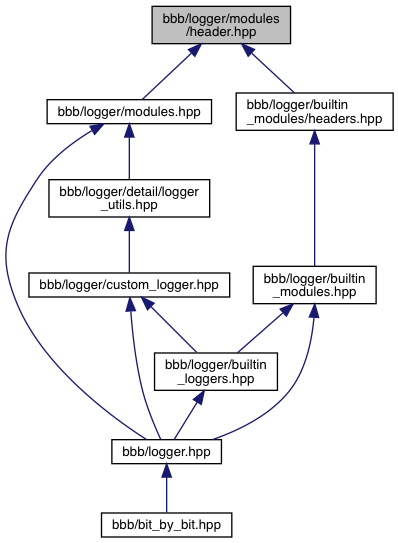 bbb/logger/modules
/header.hpp
bbb/logger/modules.hpp
bbb/logger/builtin
_modules/headers.hpp
bbb/logger/detail/logger
_utils.hpp
bbb/logger/custom_logger.hpp
bbb/logger/builtin
_modules.hpp
bbb/logger/builtin
_loggers.hpp
bbb/logger.hpp
bbb/bit_by_bit.hpp